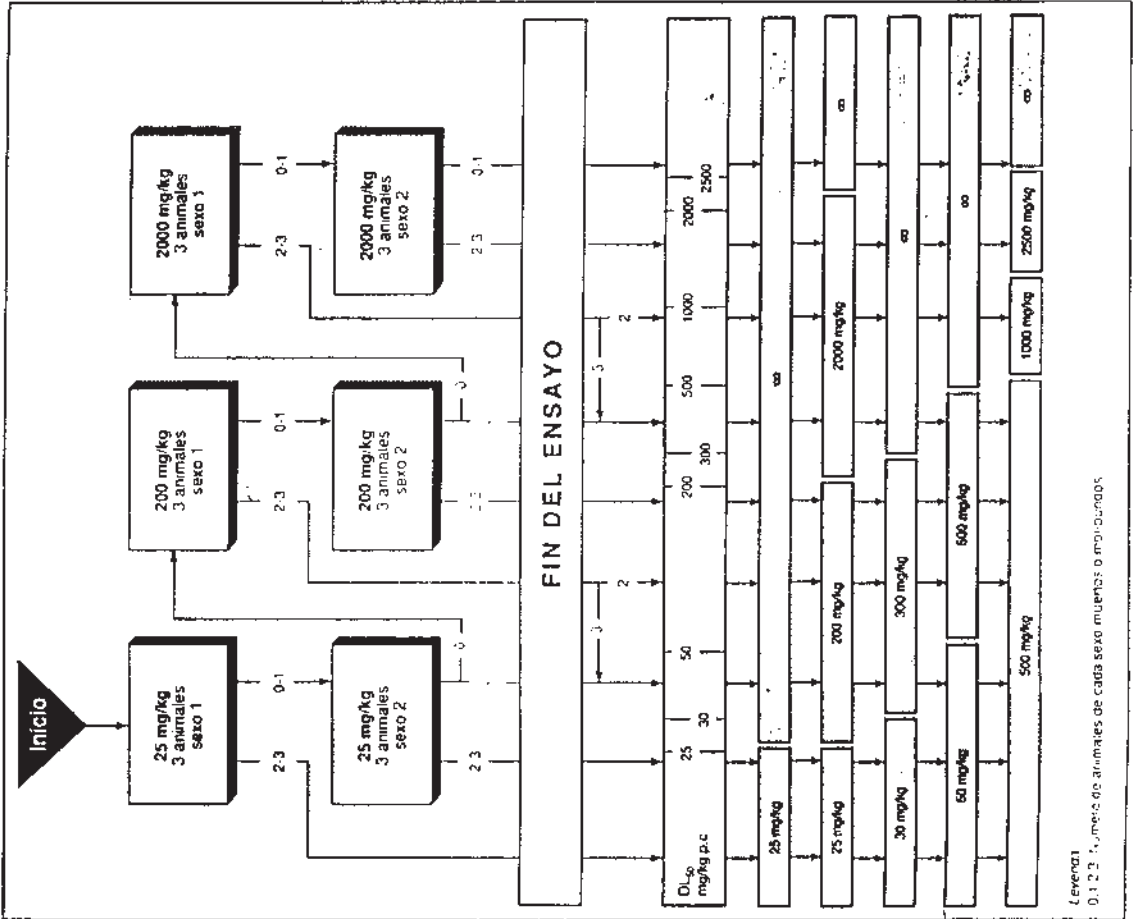 Início
25 mg/kg
3 animales
sexo 1
200 mg/kg
3 animales
sexo 1
2000 mg/kg
3 animales
sexo 1
2-3
0-1
2-3
0-1
2-3
0-1
25 mg/kg
3 animales
sexo 2
200 mg/kg
3 animales
sexo 2
2000 mg/kg
3 animales
sexo 2
2-3
2-3
0-1
FIN DEL ENSAYO
3
2
3
2
DL50
mg/kg p.c
25
30
50
200
300
500
1000
2000
2500
25 mg/kg
∞
25 mg/kg
200 mg/kg
2000 mg/kg
∞
30 mg/kg
300 mg/kg
∞
50 mg/kg
500 mg/kg
∞
500 mg/kg
1000 mg/kg
2500 mg/kg
∞
Leyenda
0, 1, 2, 3: Número de animales de cada sexo muertos o moribundos